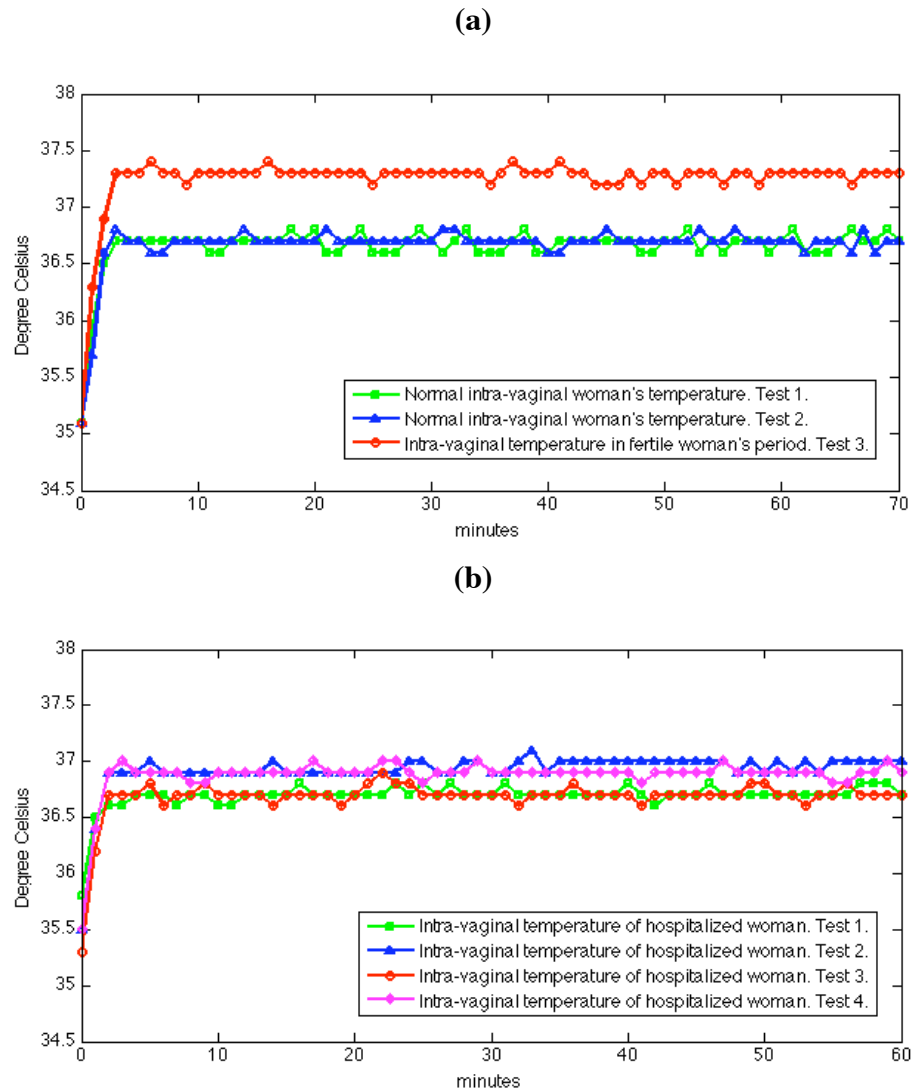 (a)
38
37.5
37
36.5
36
35.5
35
34.5
Degree Celsius
Normal intra-vaginal woman's temperature. Test 1.
Normal intra-vaginal woman's temperature. Test 2.
Intra-vaginal temperature in fertile woman's period. Test 3.
0 10 20 30 40 50 60 70
minutes
(b)
38
37.5
37
36.5
36
35.5
35
34.5
Degree Celsius
Intra-vaginal temperature of hospitalized woman. Test 1.
Intra-vaginal temperature of hospitalized woman. Test 2.
Intra-vaginal temperature of hospitalized woman. Test 3.
Intra-vaginal temperature of hospitalized woman. Test 4.
0 10 20 30 40 50 60
minutes